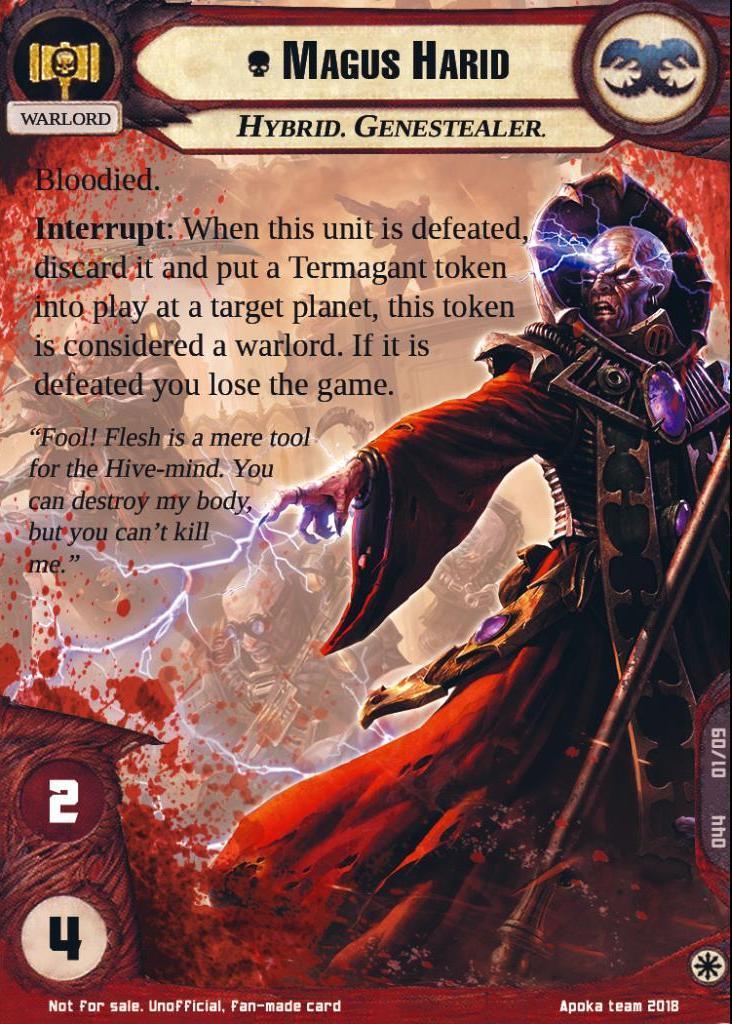 WARLORD
MAGUS HARID
HYBRID. GENESTEALER.
Bloodied.
Interrupt: When this unit is defeated,
discard it and put a Termagant token
into play at a target planet, this token
is considered a warlord. If it is
defeated you lose the game.
“Fool! Flesh is a mere tool
for the Hive-mind. You
can destroy my body,
but you can’t kill
me.”
01/09
040
2
4
Not for sale. Unofficial, fan-made card
Apoka team 2018